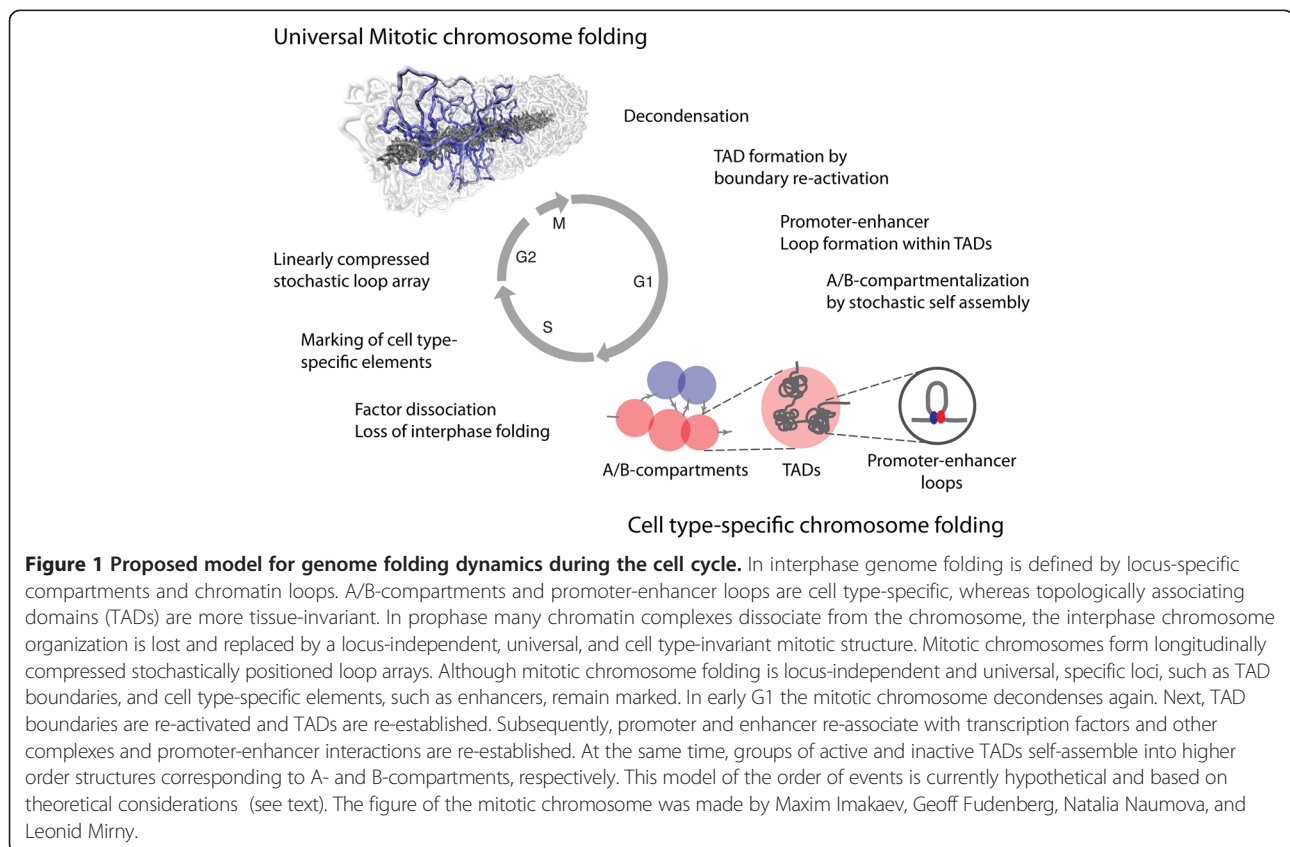 Universal Mitotic chromosome folding
Decondensation
TAD formation by
boundary re-activation
Promoter-enhancer
Loop formation within TADs
A/B-compartmentalization
by stochastic self assembly
M
G1
S
G2
Linearly compressed
stochastic loop array
Marking of cell type-
specific elements
Factor dissociation
Loss of interphase folding
A/B-compartments
TADs
Promoter-enhancer
loops
Cell type-specific chromosome folding
Figure 1 Proposed model for genome folding dynamics during the cell cycle. In interphase genome folding is defined by locus-specific
compartments and chromatin loops. A/B-compartments and promoter-enhancer loops are cell type-specific, whereas topologically associating
domains (TADs) are more tissue-invariant. In prophase many chromatin complexes dissociate from the chromosome, the interphase chromosome
organization is lost and replaced by a locus-independent, universal, and cell type-invariant mitotic structure. Mitotic chromosomes form longitudinally
compressed stochastically positioned loop arrays. Although mitotic chromosome folding is locus-independent and universal, specific loci, such as TAD
boundaries, and cell type-specific elements, such as enhancers, remain marked. In early G1 the mitotic chromosome decondenses again. Next, TAD
boundaries are re-activated and TADs are re-established. Subsequently, promoter and enhancer re-associate with transcription factors and other
complexes and promoter-enhancer interactions are re-established. At the same time, groups of active and inactive TADs self-assemble into higher
order structures corresponding to A- and B-compartments, respectively. This model of the order of events is currently hypothetical and based on
theoretical considerations (see text). The figure of the mitotic chromosome was made by Maxim Imakaev, Geoff Fudenberg, Natalia Naumova, and
Leonid Mirny.